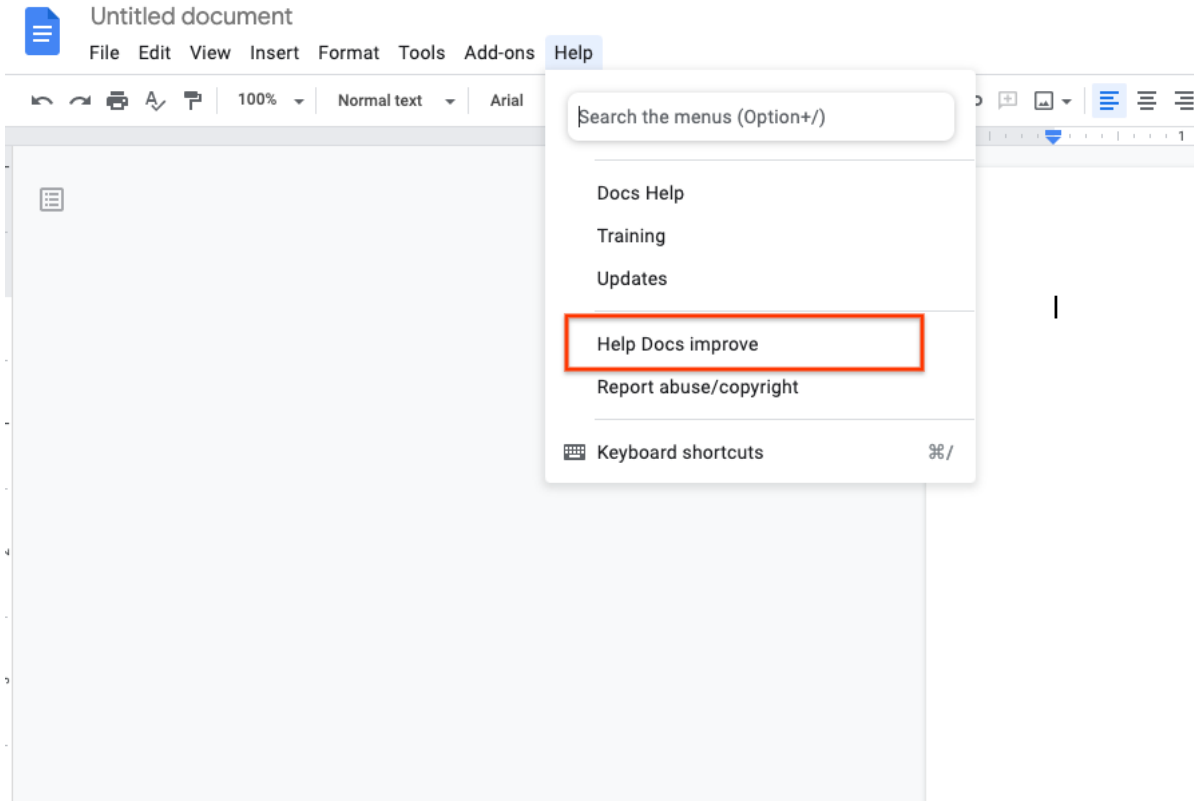 Untitled document
File Edit View Insert Format Tools Add-ons Help
100% Normal text Arial
Search the menus (Option+/)
1
Docs Help
Training
Updates
Help Docs improve
Report abuse/copyright
Keyboard shortcuts ⌘/